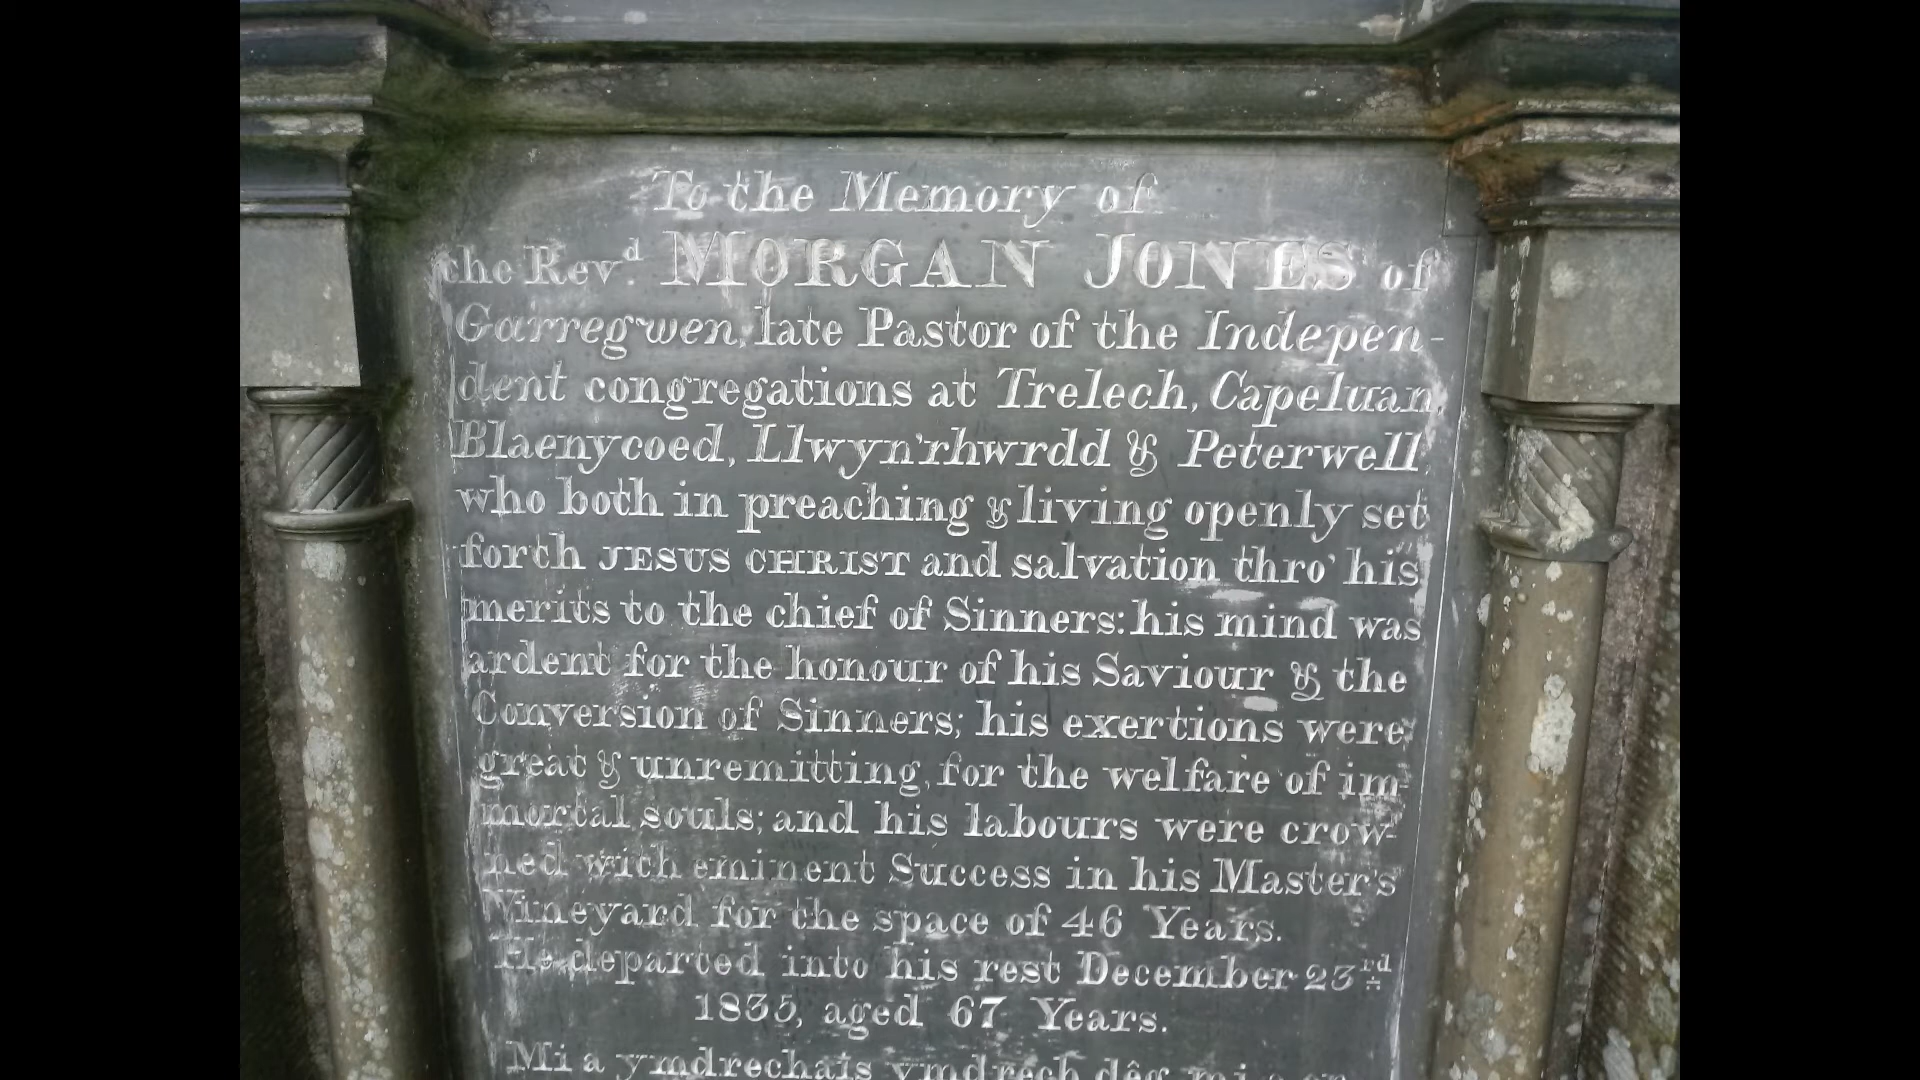 To the Memory of
the Revd. MORGAN JONES of
Garregwen, late Pastor of the Indepen-
dent congregations at Trelech, Capeluan,
Blaenycoed, Llwyn'rhwrdd & Peterwell,
who both in preaching & living openly set
forth JESUS CHRIST and salvation thro' his
merits to the chief of Sinners: his mind was
ardent for the honour of his Saviour & the
Conversion of Sinners; his exertions were
great & unremitting, for the welfare of im-
mortal souls; and his labours were crow-
ned with eminent Success in his Master's
Vineyard for the space of 46 Years.
He departed into his rest December 23rd
1835, aged 67 Years.
Mi a ymdrechais ymdrech dêg mi